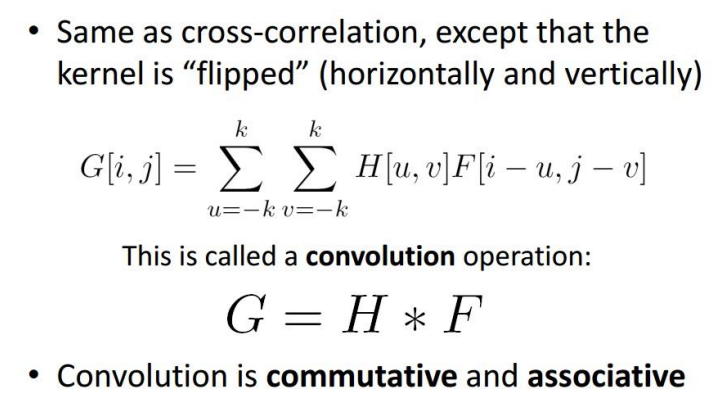 • Same as cross-correlation, except that the
kernel is “flipped” (horizontally and vertically)
G[i, j] = \sum_{u=-k}^{k} \sum_{v=-k}^{k} H[u, v]F[i − u, j − v]
This is called a convolution operation:
G = H ∗ F
• Convolution is commutative and associative